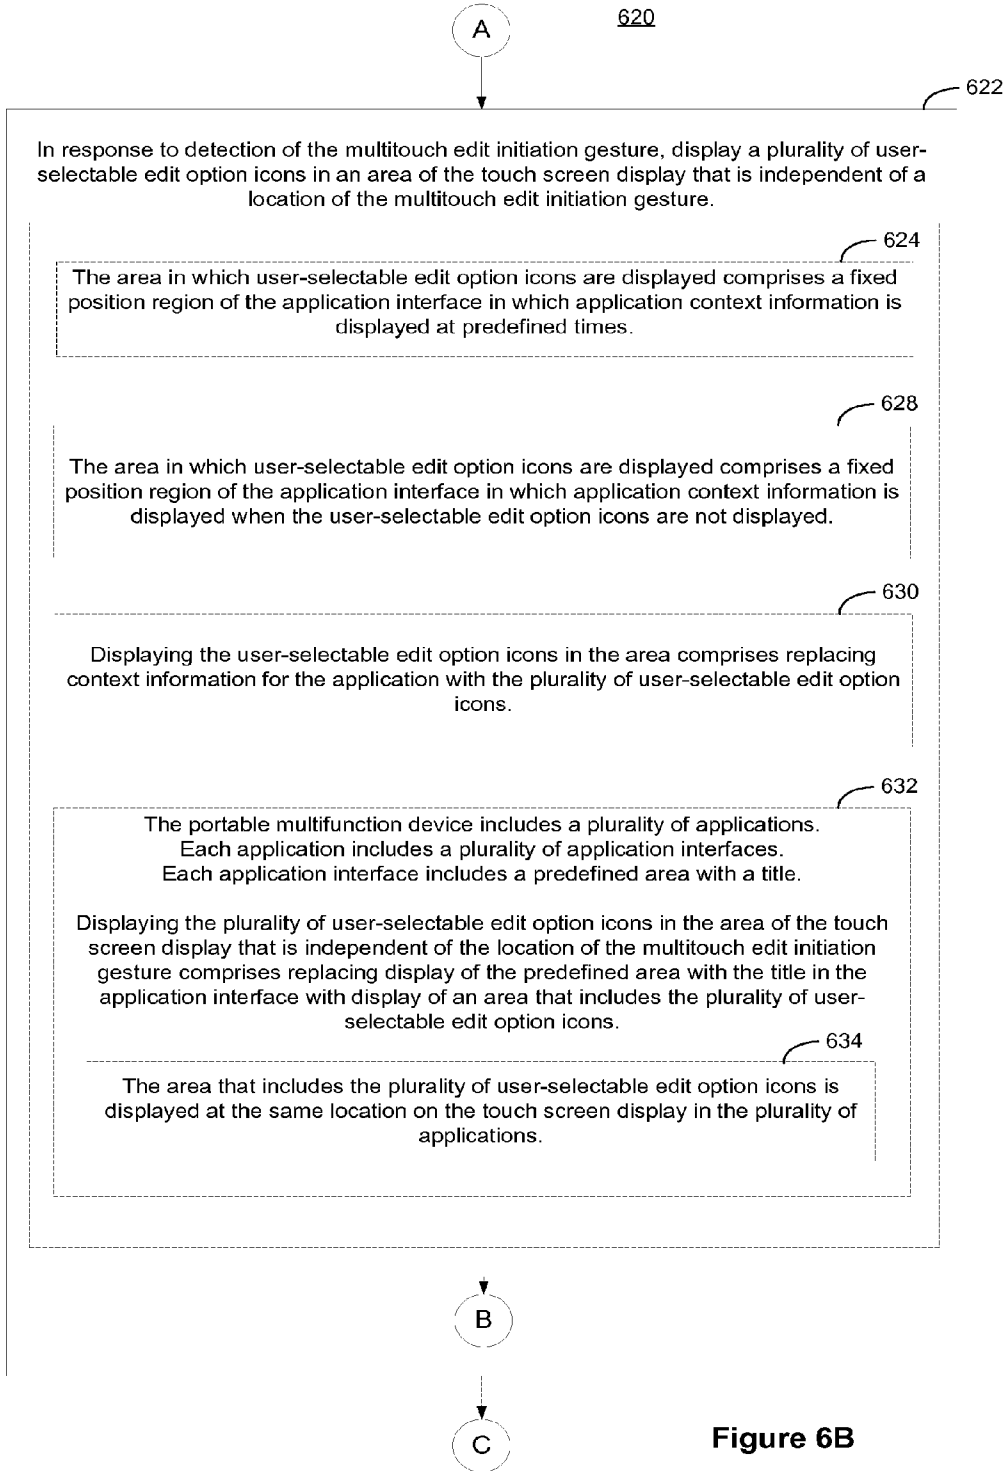 A
620
622
In response to detection of the multitouch edit initiation gesture, display a plurality of user-
selectable edit option icons in an area of the touch screen display that is independent of a
location of the multitouch edit initiation gesture.
624
The area in which user-selectable edit option icons are displayed comprises a fixed
position region of the application interface in which application context information is
displayed at predefined times.
628
The area in which user-selectable edit option icons are displayed comprises a fixed
position region of the application interface in which application context information is
displayed when the user-selectable edit option icons are not displayed.
630
Displaying the user-selectable edit option icons in the area comprises replacing
context information for the application with the plurality of user-selectable edit option
icons.
632
The portable multifunction device includes a plurality of applications.
Each application includes a plurality of application interfaces.
Each application interface includes a predefined area with a title.
Displaying the plurality of user-selectable edit option icons in the area of the touch
screen display that is independent of the location of the multitouch edit initiation
gesture comprises replacing display of the predefined area with the title in the
application interface with display of an area that includes the plurality of user-
selectable edit option icons.
634
The area that includes the plurality of user-selectable edit option icons is
displayed at the same location on the touch screen display in the plurality of
applications.
B
C
Figure 6B